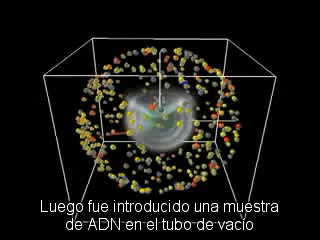 Luego fue introducido una muestra
de ADN en el tubo de vacío